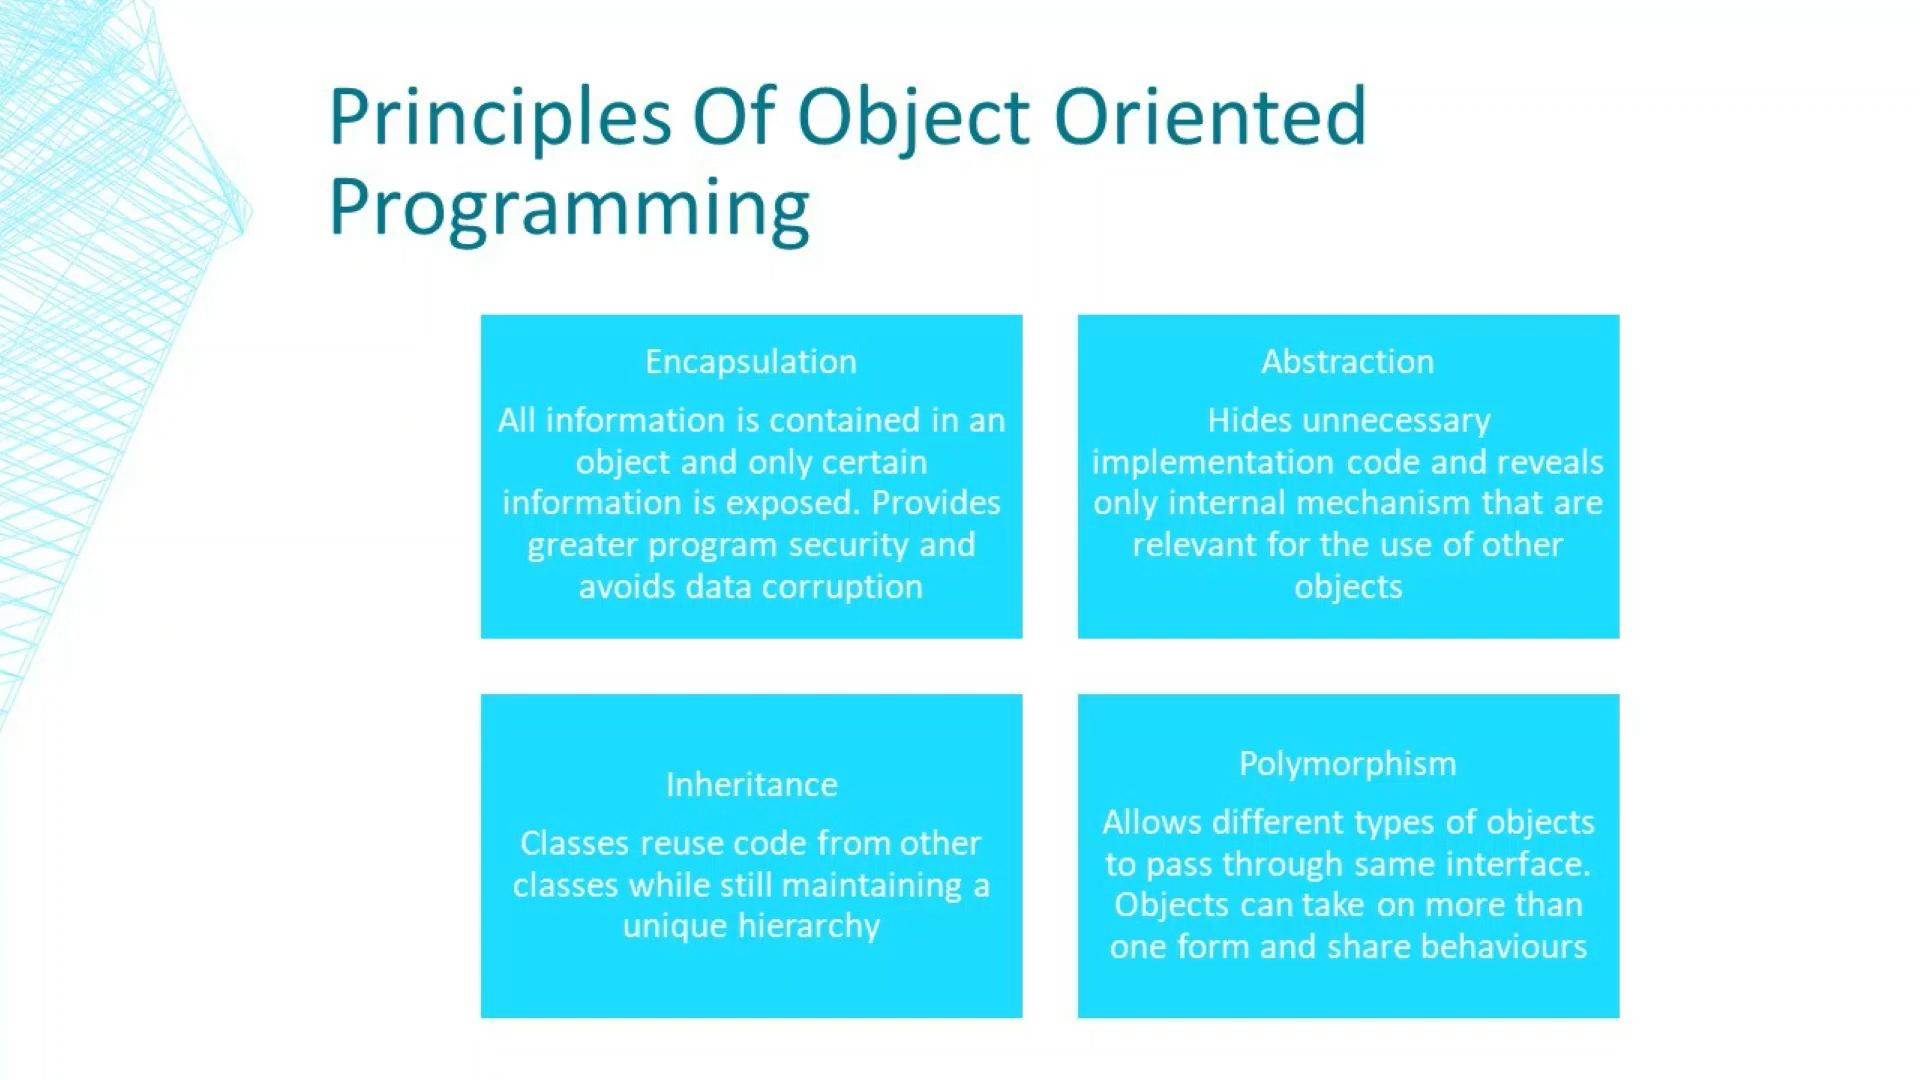 Principles Of Object Oriented
Programming
Encapsulation
All information is contained in an
object and only certain
information is exposed. Provides
greater program security and
avoids data corruption
Abstraction
Hides unnecessary
implementation code and reveals
only internal mechanism that are
relevant for the use of other
objects
Inheritance
Classes reuse code from other
classes while still maintaining a
unique hierarchy
Polymorphism
Allows different types of objects
to pass through same interface.
Objects can take on more than
one form and share behaviours